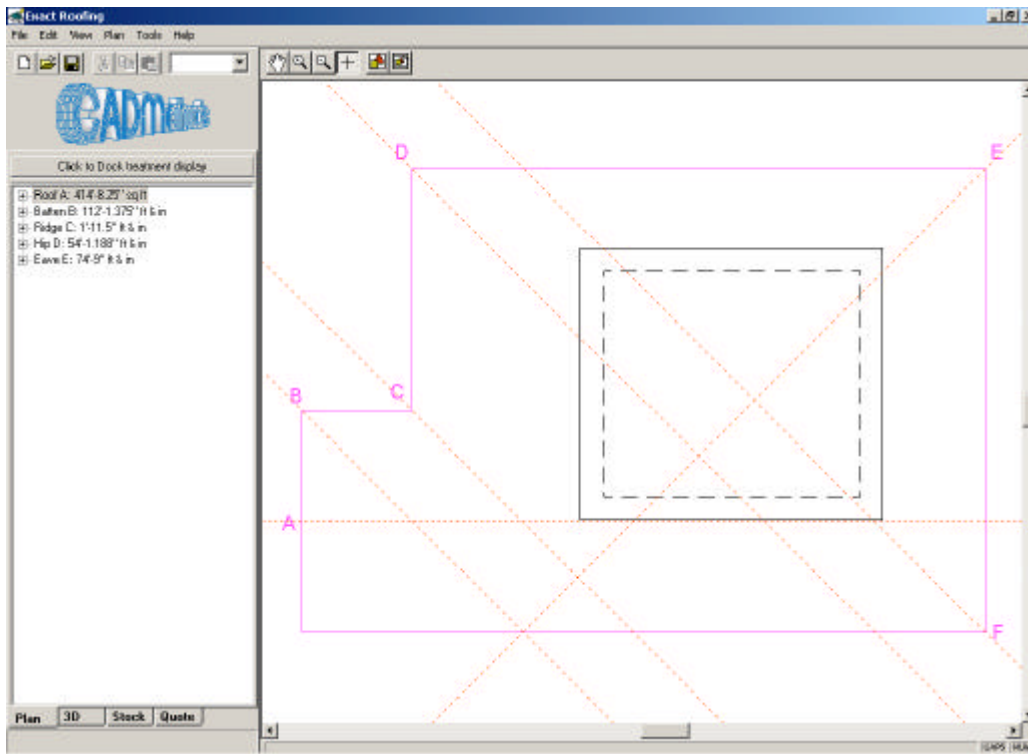 Exact Roofing
File Edit View Plan Tools Help
CADMetrics
Click to Dock treatment display
Roof A: 414'-8.25" sq ft
Batten B: 112'-1.375" ft & in
Ridge C: 1'-11.5" ft & in
Hip D: 54'-1.188" ft & in
Eave E: 74'-9" ft & in
D
E
B
C
A
F
Plan 3D Stock Quote
CAPS